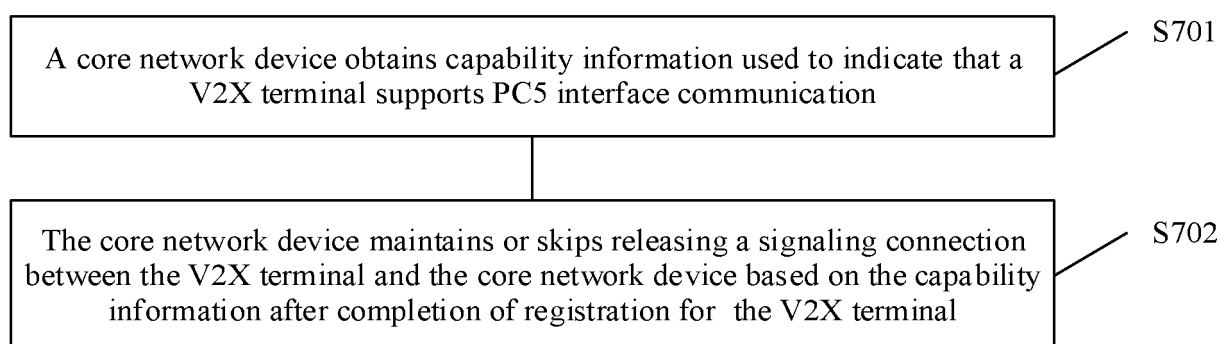 A core network device obtains capability information used to indicate that a
V2X terminal supports PC5 interface communication
S701
The core network device maintains or skips releasing a signaling connection
between the V2X terminal and the core network device based on the capability
information after completion of registration for the V2X terminal
S702